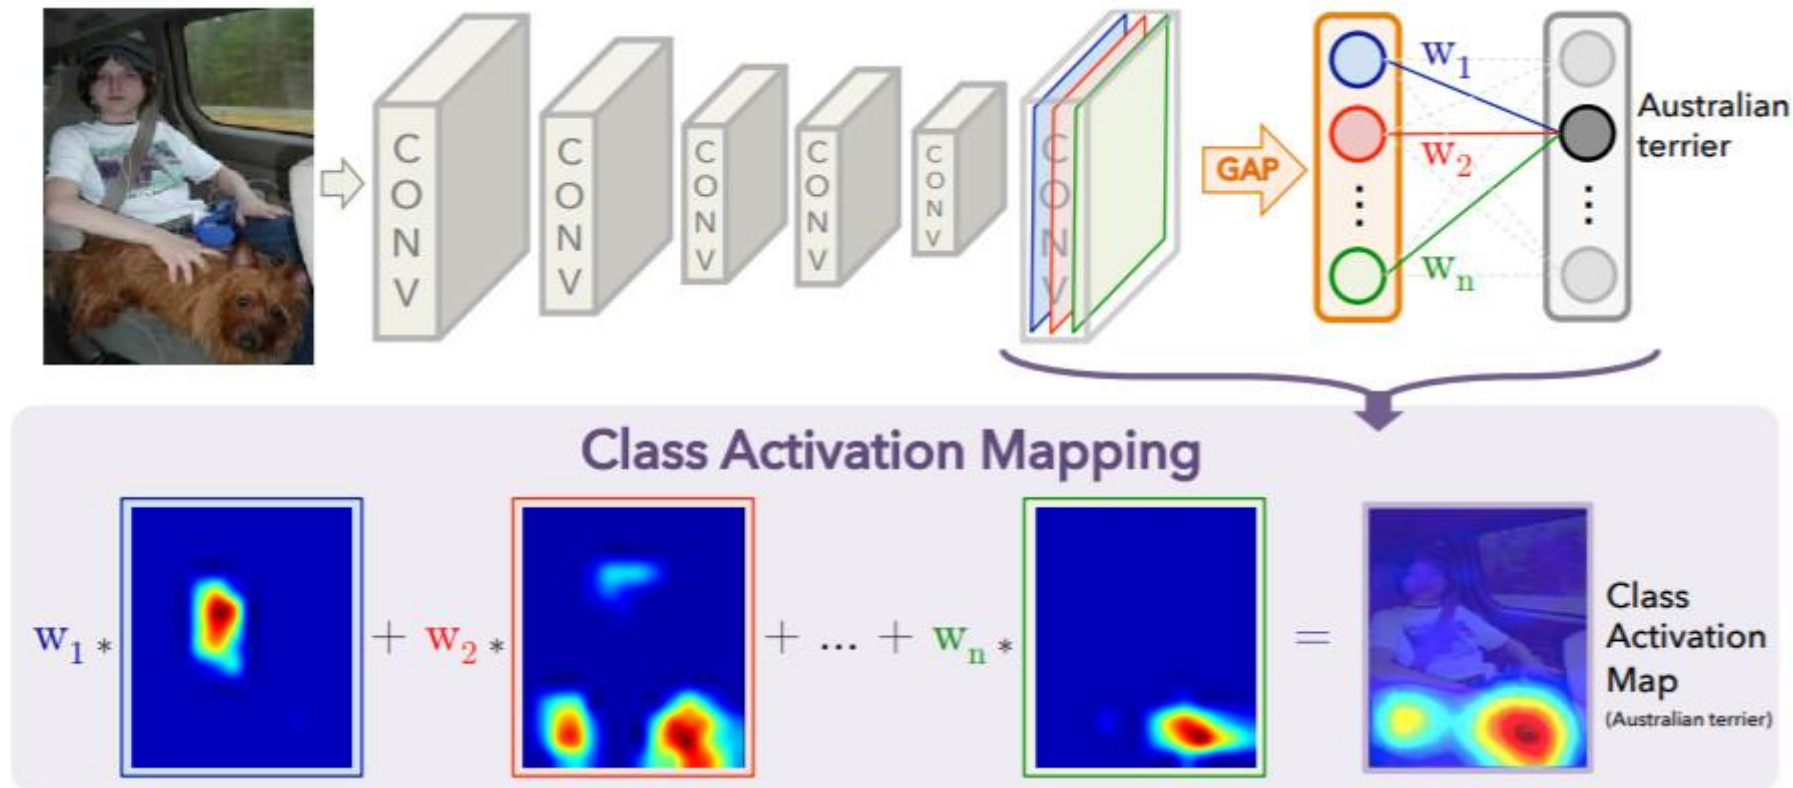 CONV
CONV
CONV
CONV
CONV
CONV
GAP
w1
w2
wn
Australian
terrier
Class Activation Mapping
w1 * + w2 * + ... + wn * =
Class
Activation
Map
(Australian terrier)